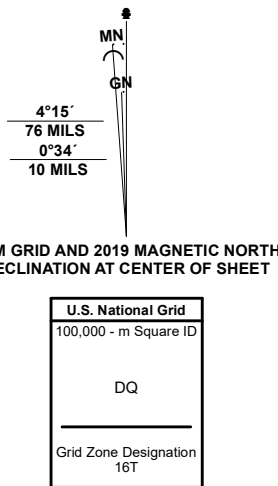 MN
GN
4°15´
76 MILS
0°34´
10 MILS
M GRID AND 2019 MAGNETIC NORTH
ECLINATION AT CENTER OF SHEET
U.S. National Grid
100,000 - m Square ID
DQ
Grid Zone Designation
16T